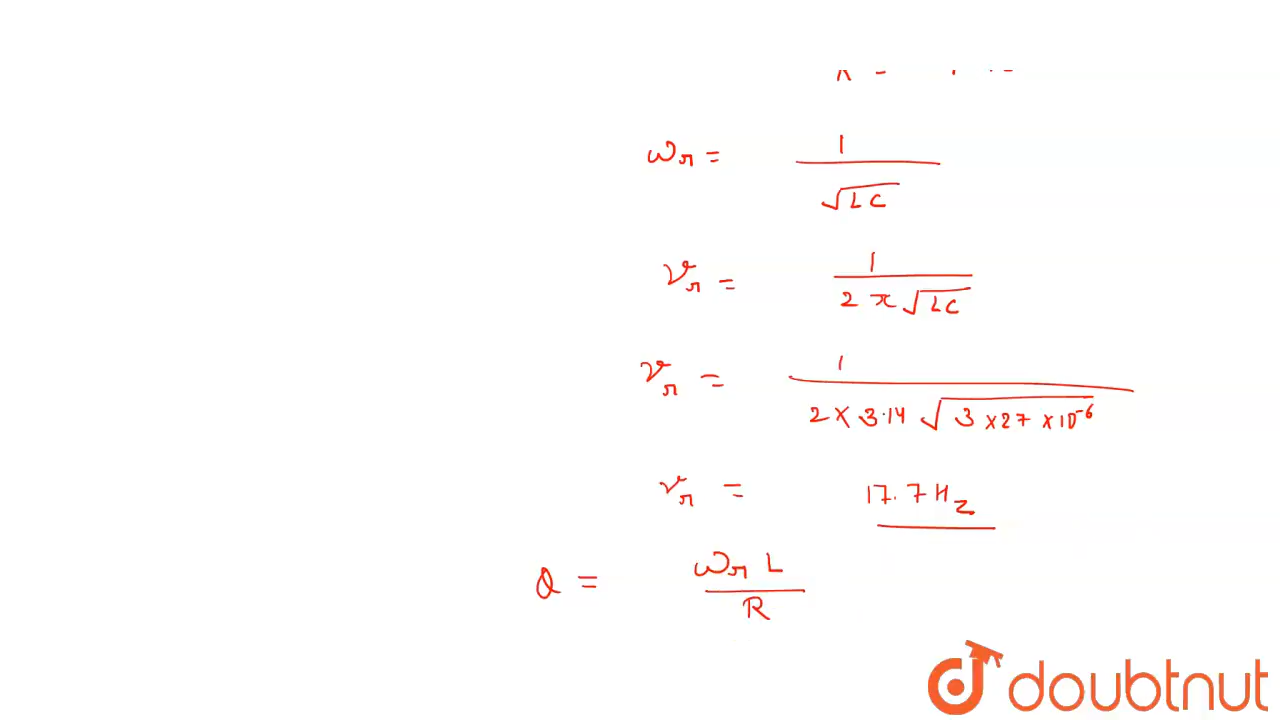 ωr = 1 / √LC
νr = 1 / 2π√LC
νr = 1 / 2 × 3.14 √3 × 27 × 10⁻⁶
νr = 17.7 Hz
Q = ωr L / R
doubtnut